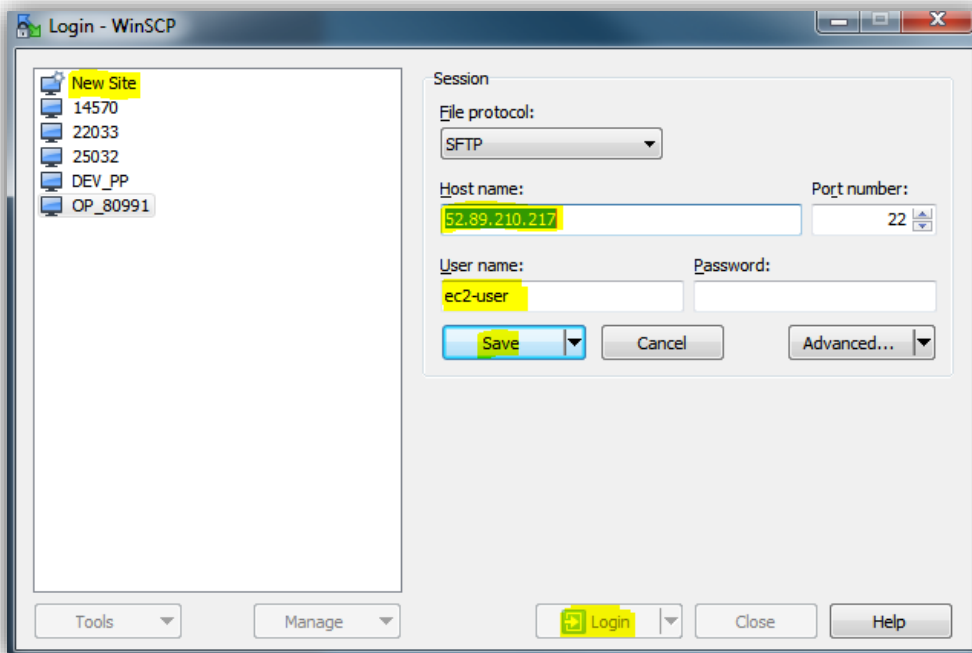 Login - WinSCP
New Site
14570
22033
25032
DEV_PP
OP_80991
Session
File protocol:
SFTP
Host name:
Port number:
52.89.210.217
22
User name:
Password:
ec2-user
Save
Cancel
Advanced...
Tools
Manage
Login
Close
Help